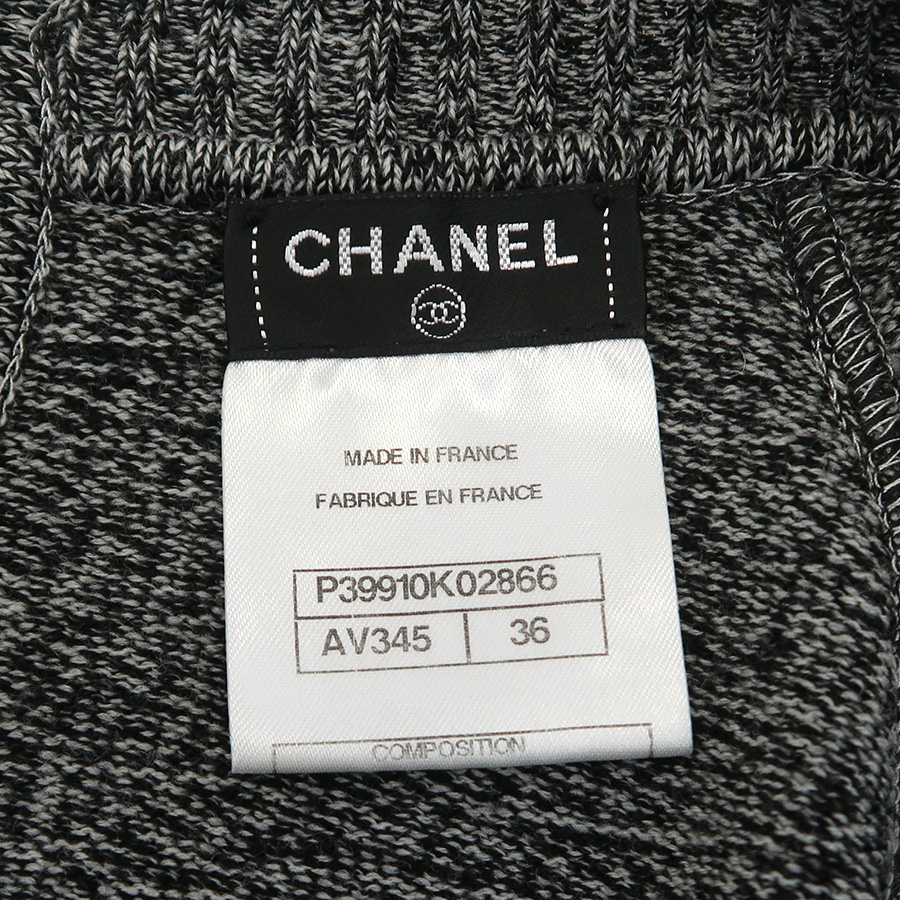 CHANEL
MADE IN FRANCE
FABRIQUE EN FRANCE
P39910K02866
AV345 36
COMPOSITION